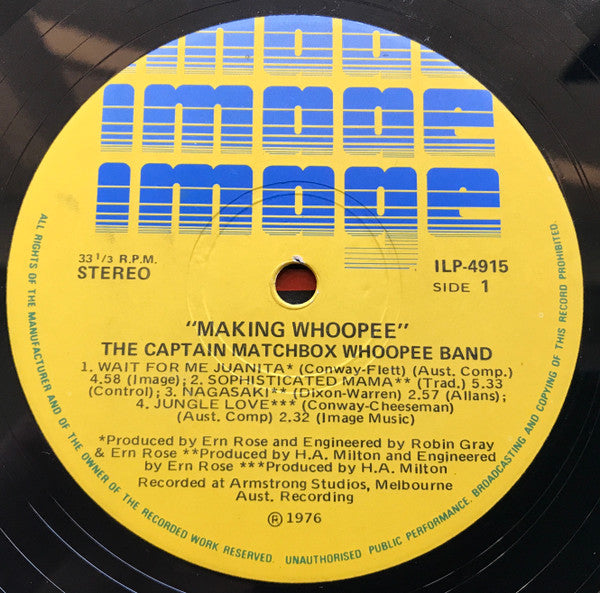 image
image
image
33 1/3 R.P.M.
STEREO
ILP-4915
SIDE 1
"MAKING WHOOPEE"
THE CAPTAIN MATCHBOX WHOOPEE BAND
1. WAIT FOR ME JUANITA* (Conway-Flett) (Aust. Comp.)
4.58 (Image); 2. SOPHISTICATED MAMA** (Trad.) 5.33
(Control); 3. NAGASAKI** (Dixon-Warren) 2.57 (Allans);
4. JUNGLE LOVE*** (Conway-Cheeseman)
(Aust. Comp) 2.32 (Image Music)
*Produced by Ern Rose and Engineered by Robin Gray
& Ern Rose **Produced by H.A. Milton and Engineered
by Ern Rose ***Produced by H.A. Milton
Recorded at Armstrong Studios, Melbourne
Aust. Recording
℗ 1976
ALL RIGHTS OF THE MANUFACTURER AND OF THE OWNER OF THE RECORDED WORK RESERVED. UNAUTHORISED PUBLIC PERFORMANCE, BROADCASTING AND COPYING OF THIS RECORD PROHIBITED.